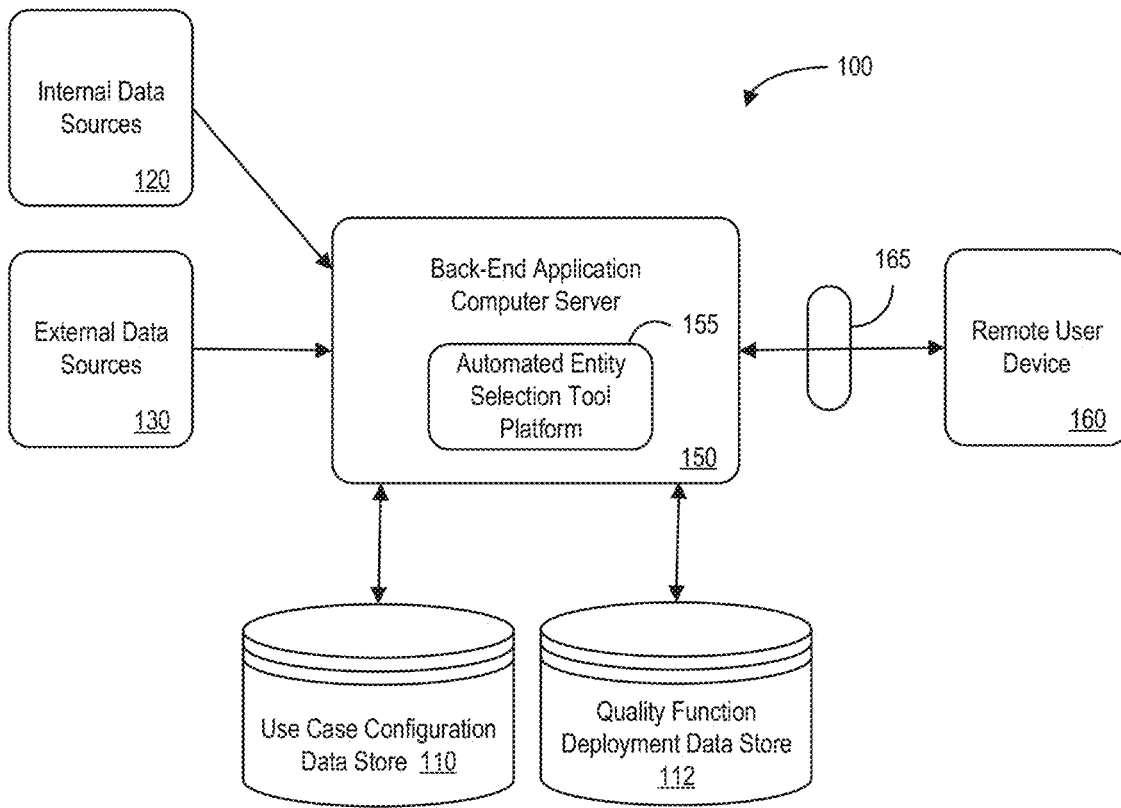 100
Internal Data
Sources
120
External Data
Sources
130
Back-End Application
Computer Server
155
Automated Entity
Selection Tool
Platform
150
165
Remote User
Device
160
Use Case Configuration
Data Store 110
Quality Function
Deployment Data Store
112